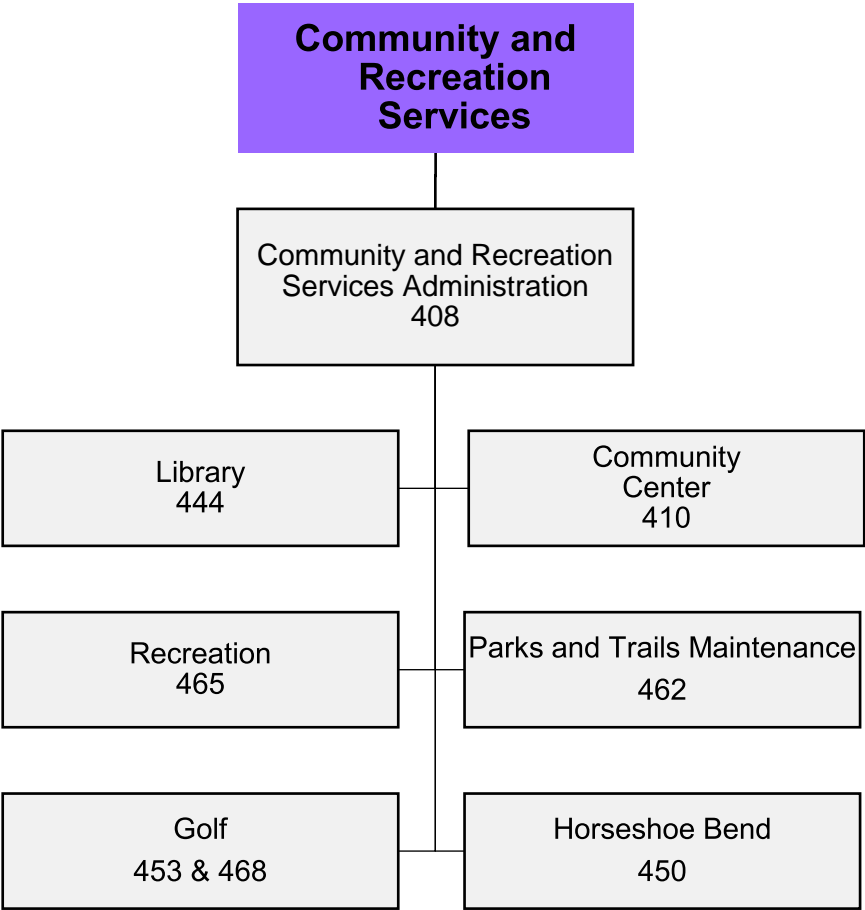 Community and
Recreation
Services
Community and Recreation
Services Administration
408
Library
444
Community
Center
410
Recreation
465
Parks and Trails Maintenance
462
Golf
453 & 468
Horseshoe Bend
450